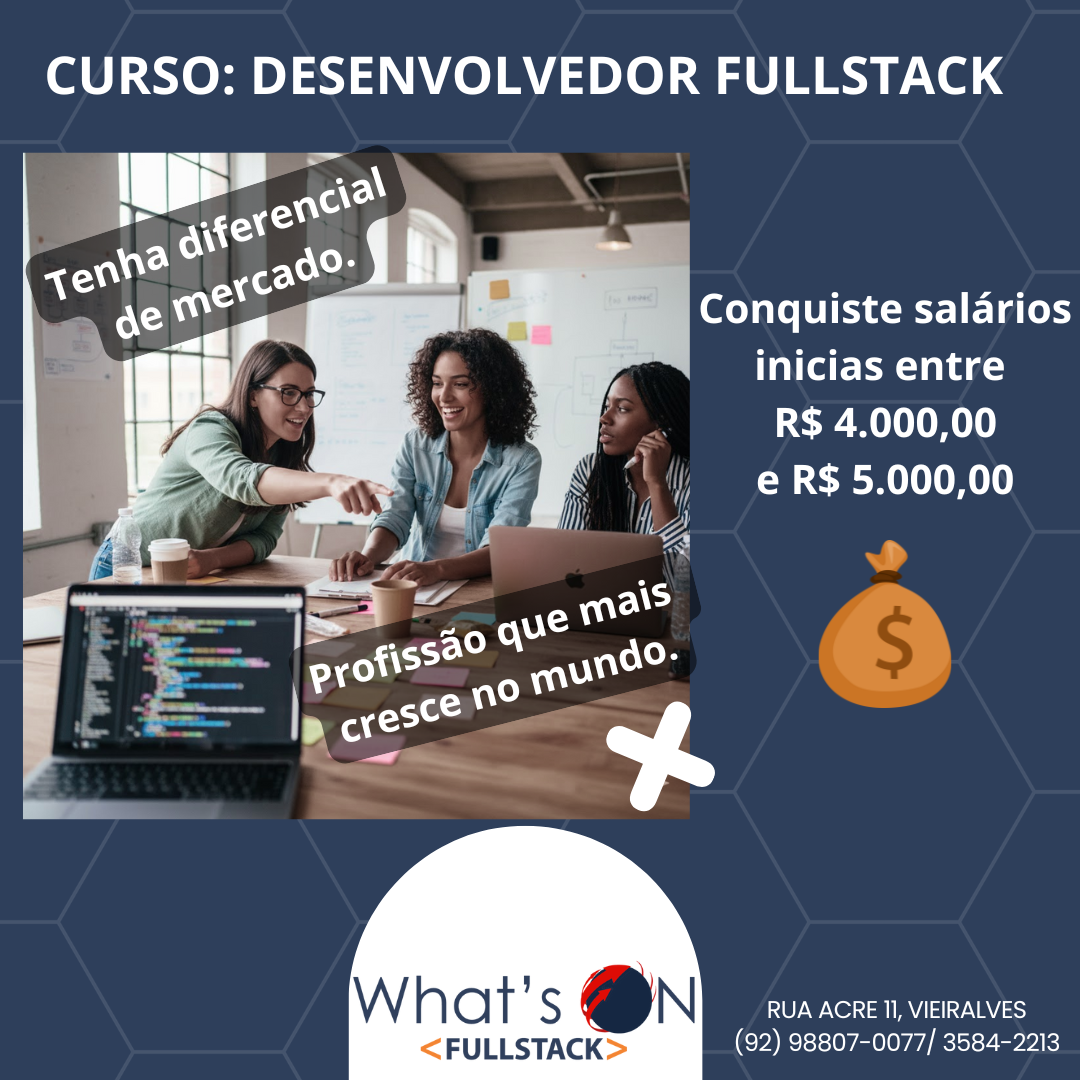 CURSO: DESENVOLVEDOR FULLSTACK
Tenha diferencial
de mercado.
Conquiste salários
inicias entre
R$ 4.000,00
e R$ 5.000,00
$
Profissão que mais
cresce no mundo.
What's ON
<FULLSTACK>
RUA ACRE 11, VIEIRALVES
(92) 98807-0077/ 3584-2213